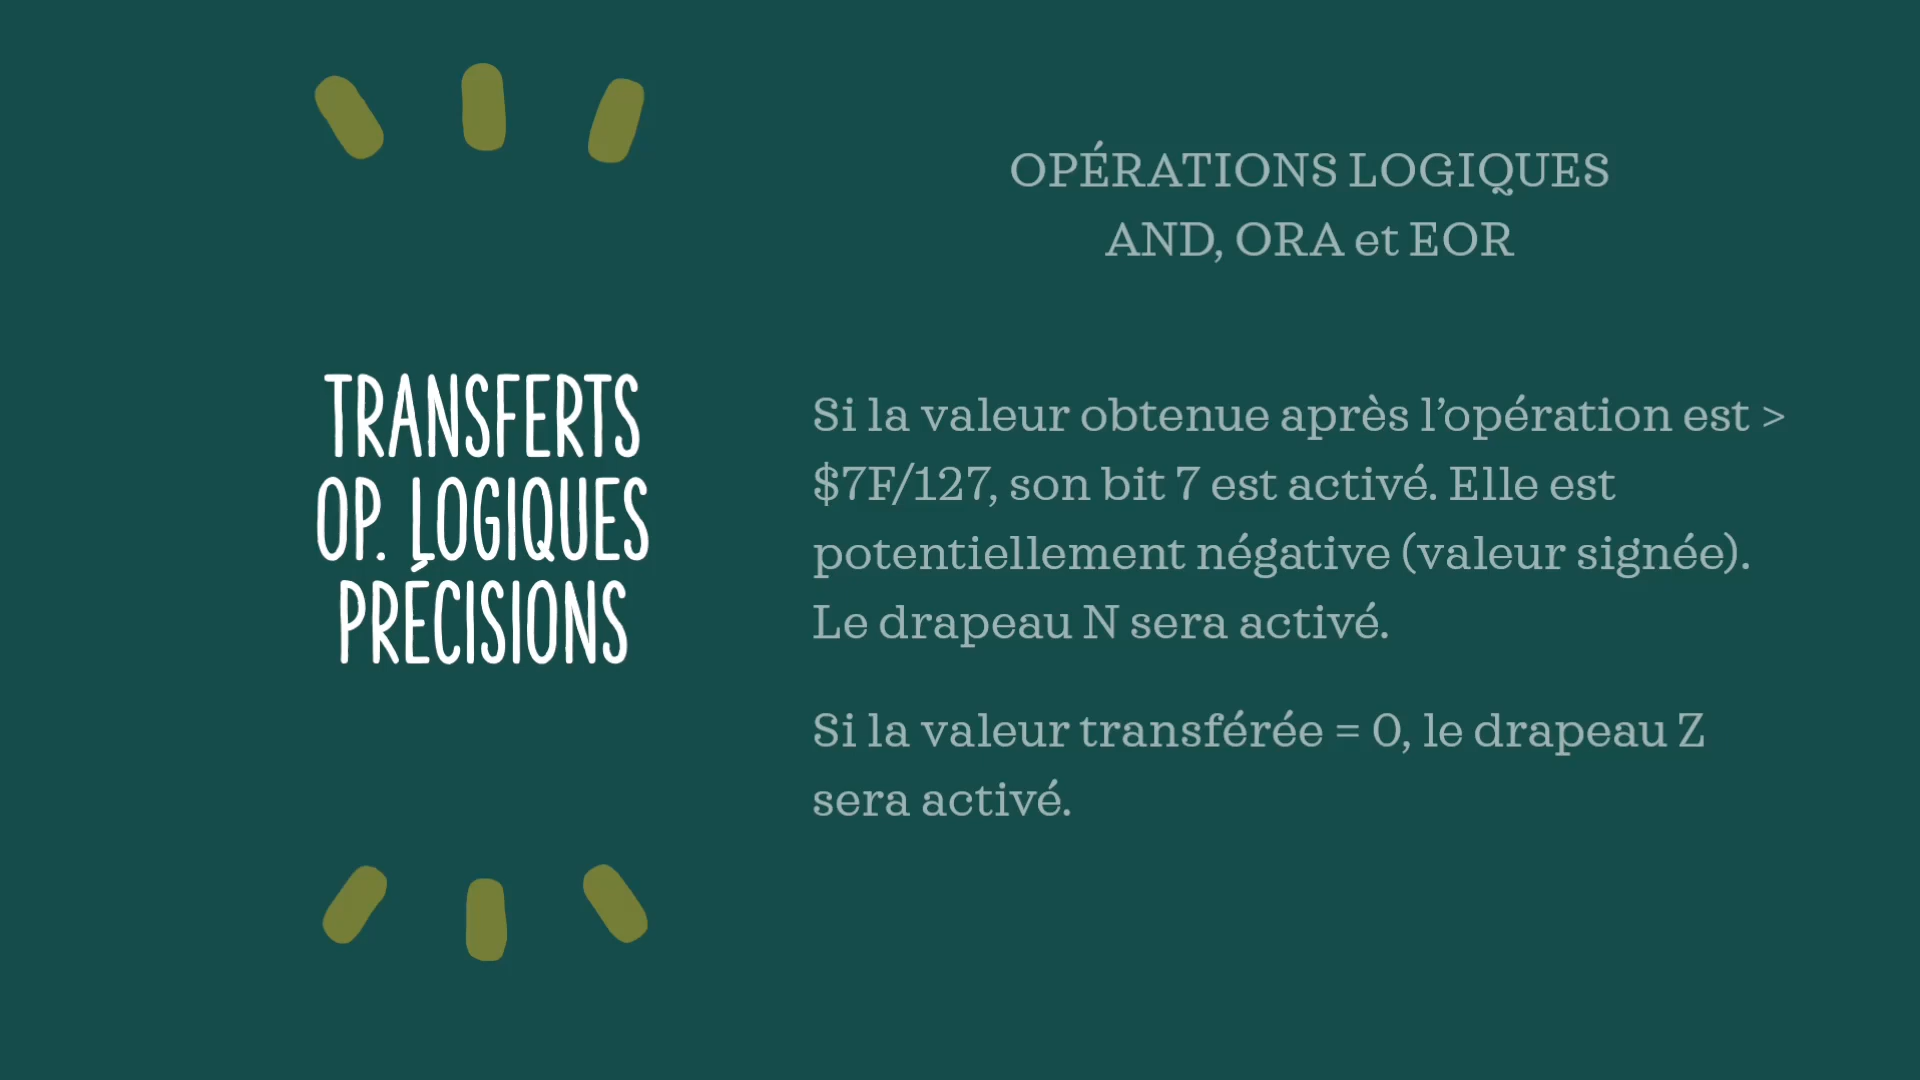 TRANSFERTS
OP. LOGIQUES
PRÉCISIONS
OPÉRATIONS LOGIQUES
AND, ORA et EOR
Si la valeur obtenue après l’opération est >
$7F/127, son bit 7 est activé. Elle est
potentiellement négative (valeur signée).
Le drapeau N sera activé.
Si la valeur transférée = 0, le drapeau Z
sera activé.